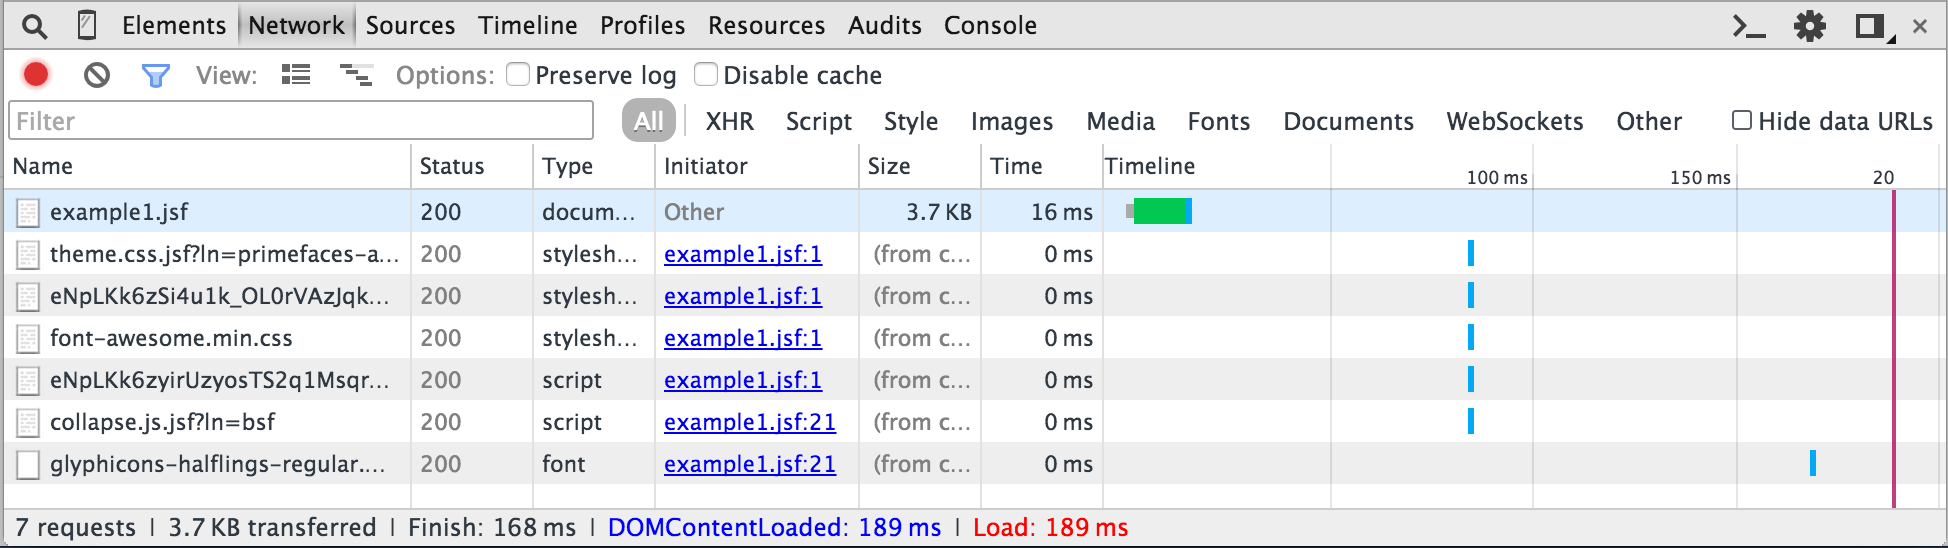 Elements Network Sources Timeline Profiles Resources Audits Console
View: Options: Preserve log Disable cache
Filter All XHR Script Style Images Media Fonts Documents WebSockets Other Hide data URLs
Name Status Type Initiator Size Time Timeline 100 ms 150 ms 20
example1.jsf 200 docum... Other 3.7 KB 16 ms
theme.css.jsf?ln=primefaces-a... 200 stylesh... example1.jsf:1 (from c... 0 ms
eNpLKk6zSi4u1k_OL0rVAzJqk... 200 stylesh... example1.jsf:1 (from c... 0 ms
font-awesome.min.css 200 stylesh... example1.jsf:1 (from c... 0 ms
eNpLKk6zyirUzyosTS2q1Msqr... 200 script example1.jsf:1 (from c... 0 ms
collapse.js.jsf?ln=bsf 200 script example1.jsf:21 (from c... 0 ms
glyphicons-halflings-regular.... 200 font example1.jsf:21 (from c... 0 ms
7 requests | 3.7 KB transferred | Finish: 168 ms | DOMContentLoaded: 189 ms | Load: 189 ms